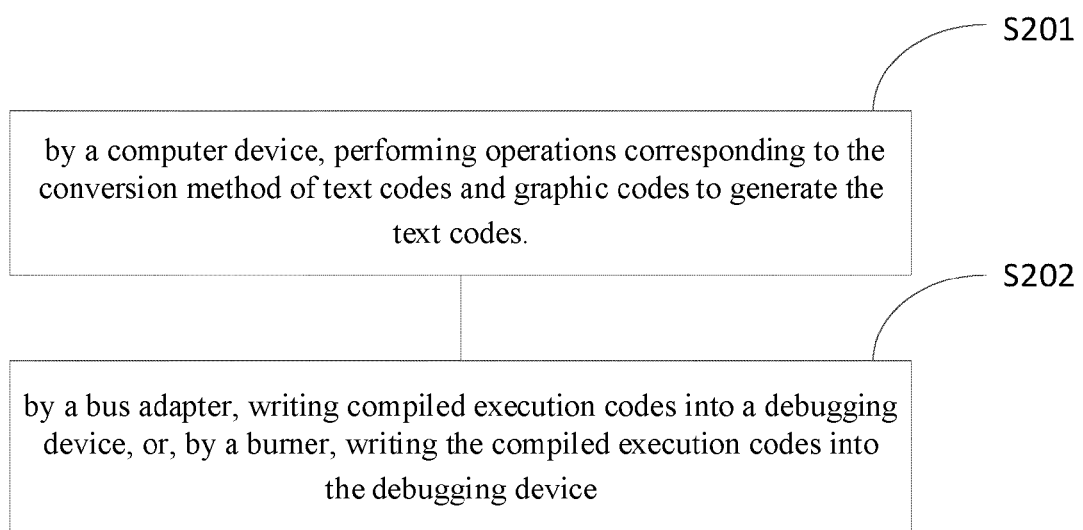 S201
by a computer device, performing operations corresponding to the
conversion method of text codes and graphic codes to generate the
text codes.
S202
by a bus adapter, writing compiled execution codes into a debugging
device, or, by a burner, writing the compiled execution codes into
the debugging device